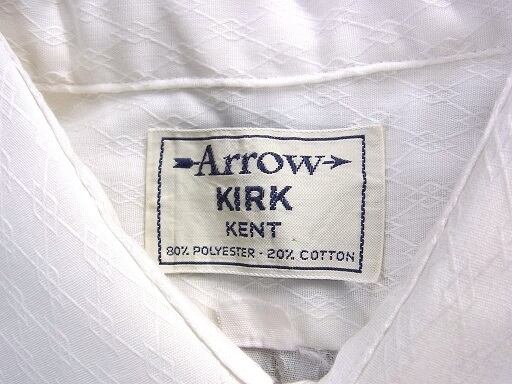 Arrow
KIRK
KENT
80% POLYESTER - 20% COTTON